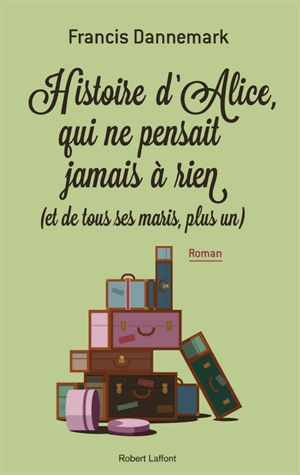 Francis Dannemark
Histoire d'Alice,
qui ne pensait
jamais à rien
(et de tous ses maris, plus un)
Roman
Robert Laffont